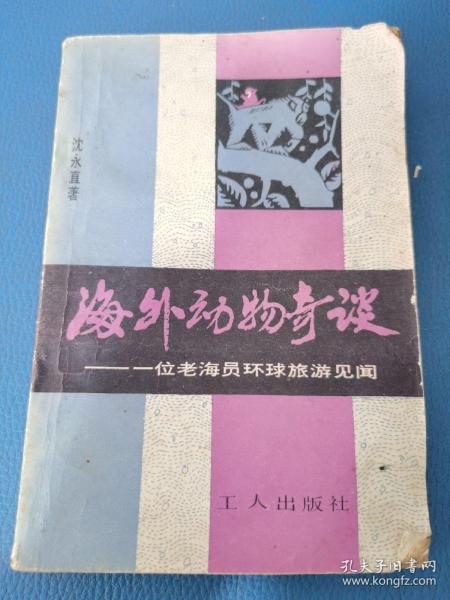 沈永直著
海外动物奇谈
———一位老海员环球旅游见闻
工人出版社
孔夫子旧书网
www.kongfz.com